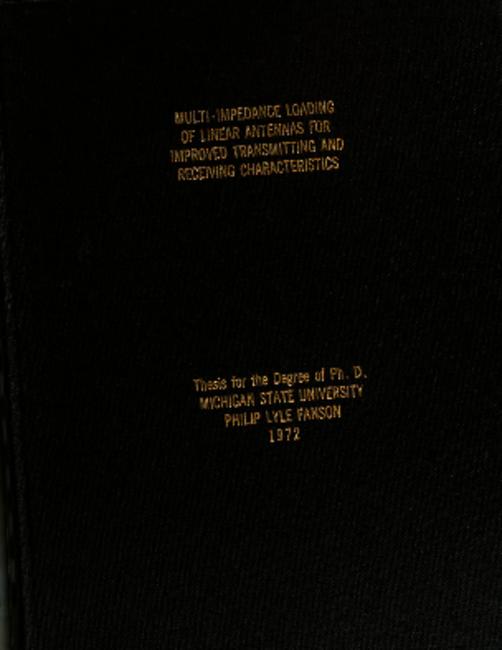 MULTI-IMPEDANCE LOADING
OF LINEAR ANTENNAS FOR
IMPROVED TRANSMITTING AND
RECEIVING CHARACTERISTICS
Thesis for the Degree of Ph. D.
MICHIGAN STATE UNIVERSITY
PHILIP LYLE FANSON
1972